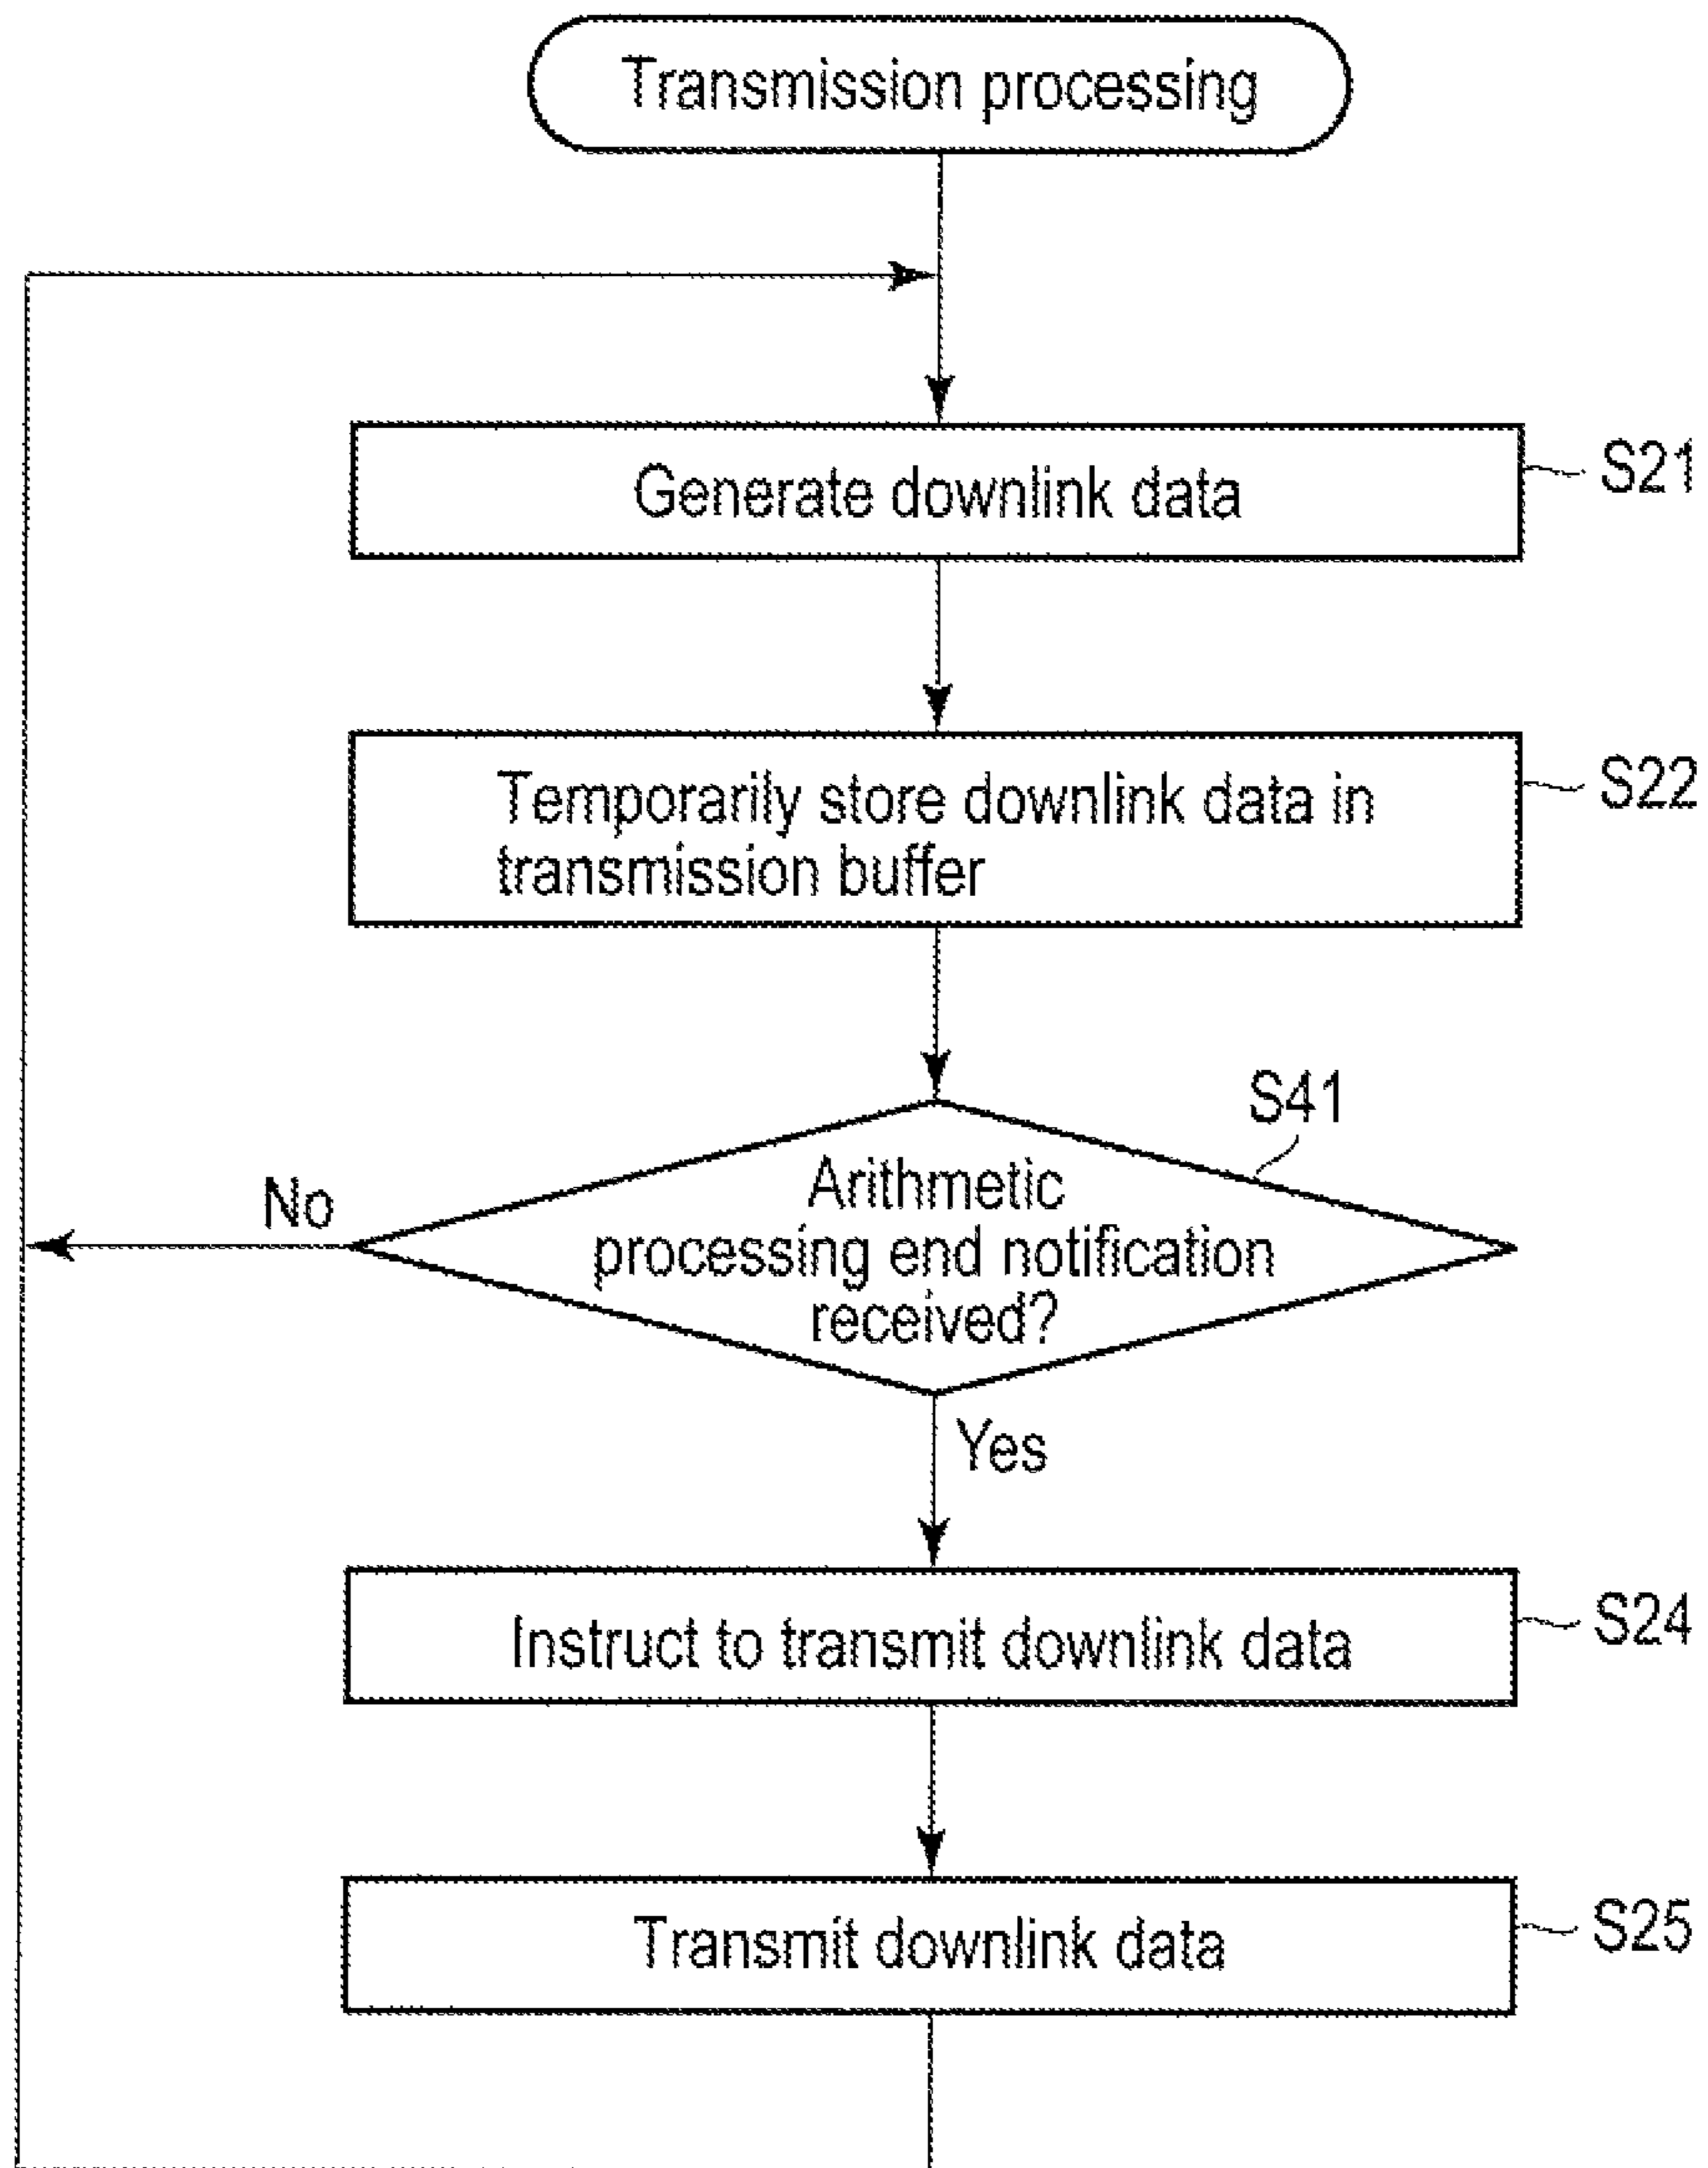 Transmission processing
Generate downlink data
S21
Temporarily store downlink data in
transmission buffer
S22
S41
Arithmetic
processing end notification
received?
No
Yes
Instruct to transmit downlink data
S24
Transmit downlink data
S25